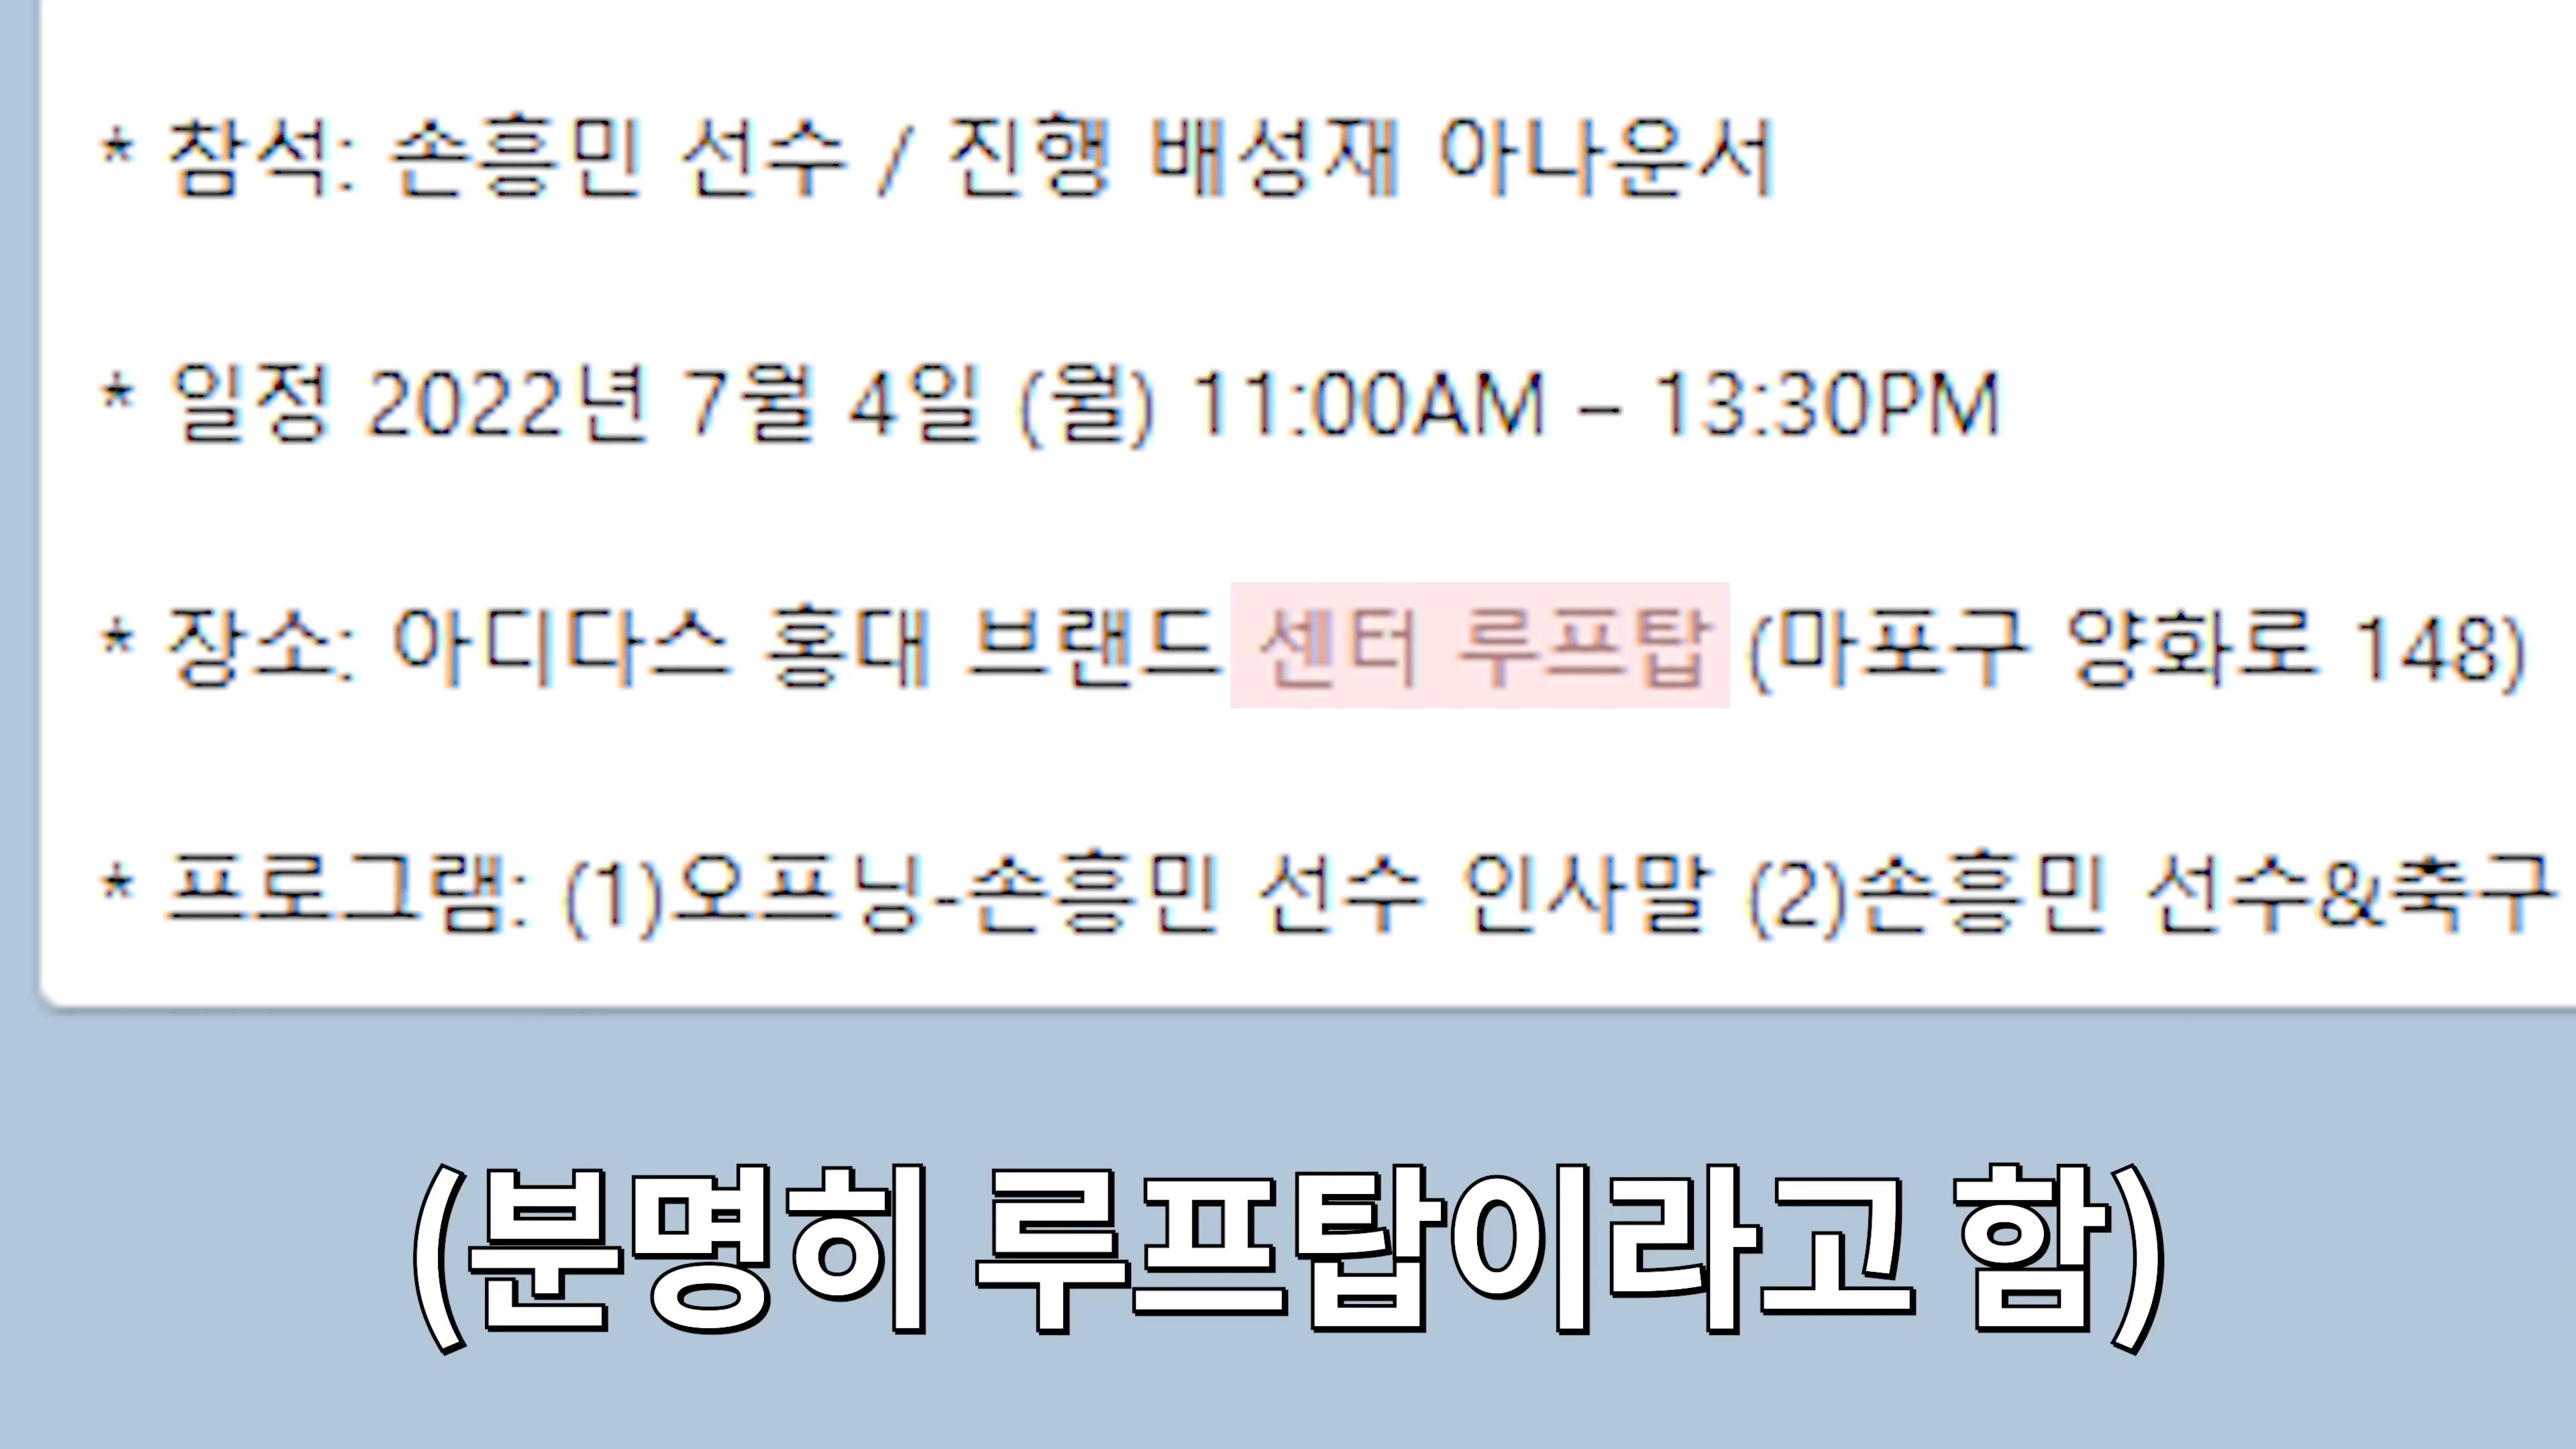 * 참석: 손흥민 선수 / 진행 배성재 아나운서
* 일정 2022년 7월 4일 (월) 11:00AM – 13:30PM
* 장소: 아디다스 홍대 브랜드 센터 루프탑 (마포구 양화로 148)
* 프로그램: (1)오프닝-손흥민 선수 인사말 (2)손흥민 선수&축구
(분명히 루프탑이라고 함)